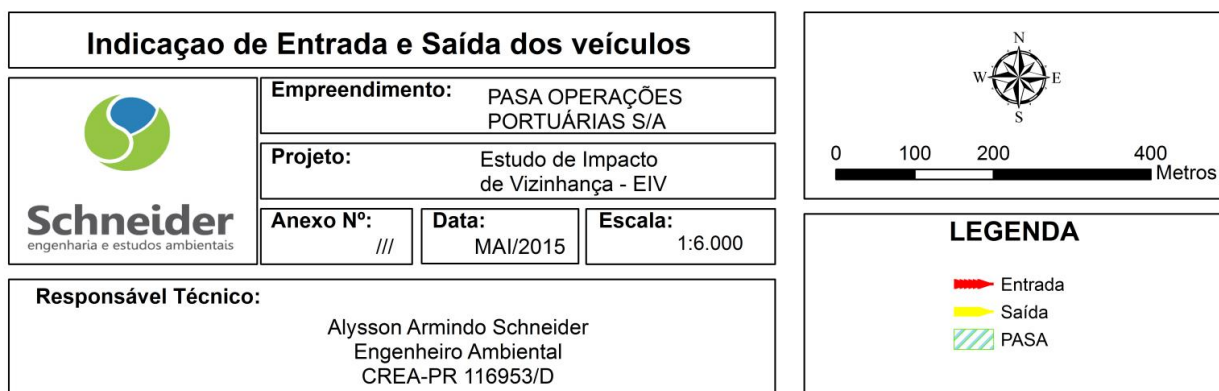 Indicaçao de Entrada e Saída dos veículos
Schneider
engenharia e estudos ambientais
Empreendimento: PASA OPERAÇÕES
PORTUÁRIAS S/A
Projeto: Estudo de Impacto
de Vizinhança - EIV
Anexo Nº:
///
Data:
MAI/2015
Escala:
1:6.000
Responsável Técnico:
Alysson Armindo Schneider
Engenheiro Ambiental
CREA-PR 116953/D
N
W E
S
0 100 200 400
Metros
LEGENDA
Entrada
Saída
PASA